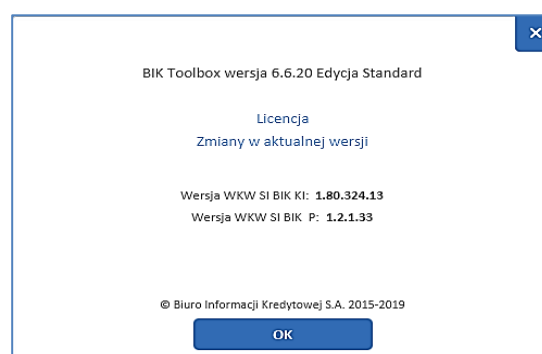 BIK Toolbox wersja 6.6.20 Edycja Standard
Licencja
Zmiany w aktualnej wersji
Wersja WKW SI BIK KI: 1.80.324.13
Wersja WKW SI BIK P: 1.2.1.33
© Biuro Informacji Kredytowej S.A. 2015-2019
OK